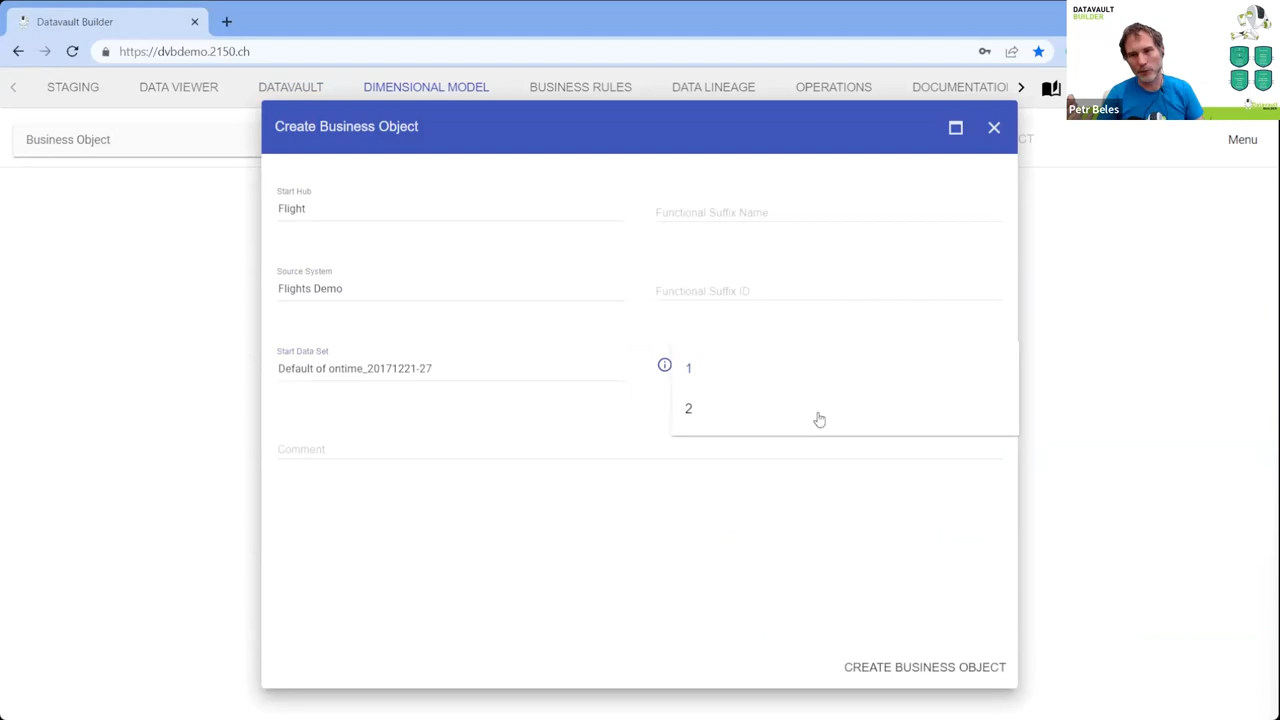 Datavault Builder
https://dvbdemo.2150.ch
STAGING
DATA VIEWER
DATAVAULT
DIMENSIONAL MODEL
BUSINESS RULES
DATA LINEAGE
OPERATIONS
DOCUMENTATIO
DATAVAULT
BUILDER
Petr Beles
Business Object
CT
Menu
Create Business Object
Start Hub
Flight
Functional Suffix Name
Source System
Flights Demo
Functional Suffix ID
Start Data Set
Default of ontime_20171221-27
1
2
Comment
CREATE BUSINESS OBJECT